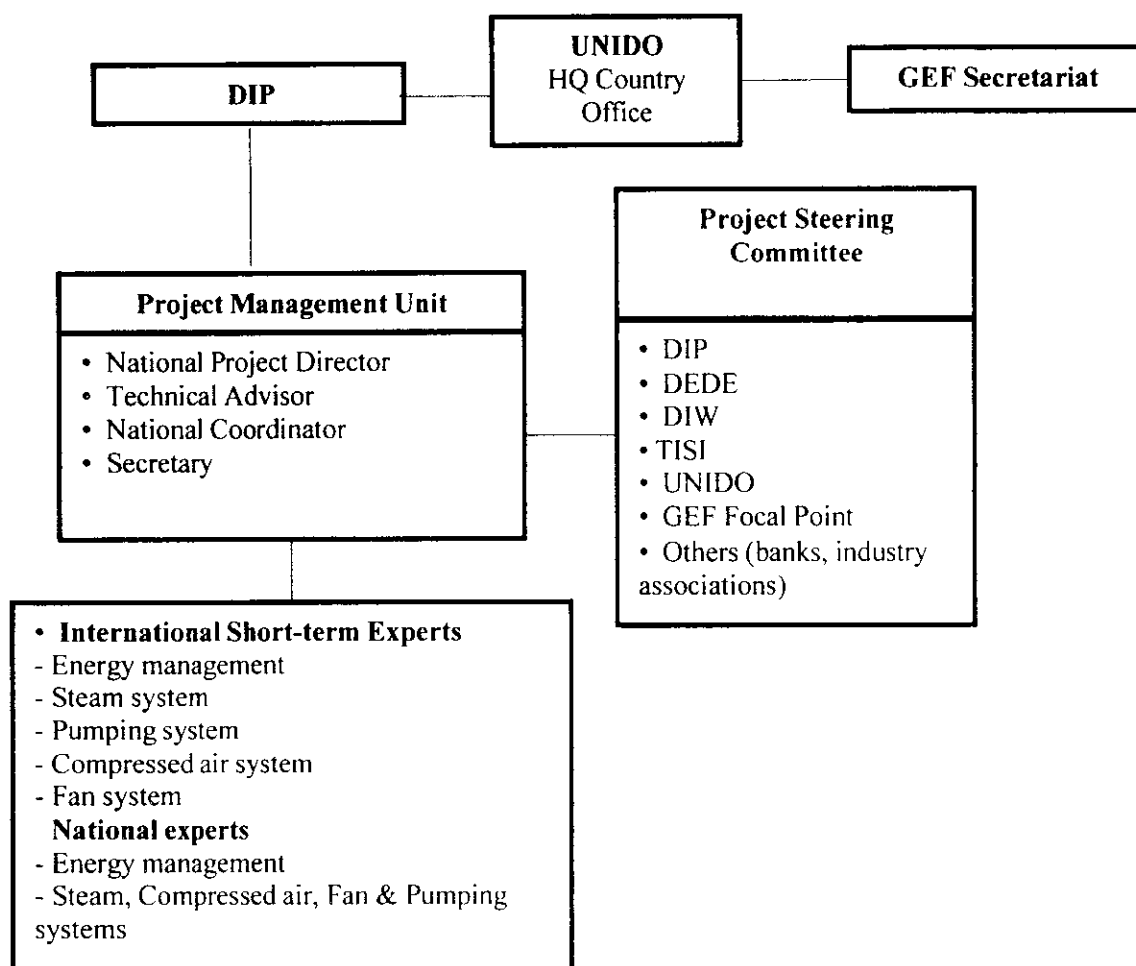 DIP
UNIDO
HQ Country
Office
GEF Secretariat
Project Steering
Committee
• DIP
• DEDE
• DIW
• TISI
• UNIDO
• GEF Focal Point
• Others (banks, industry
associations)
Project Management Unit
• National Project Director
• Technical Advisor
• National Coordinator
• Secretary
• International Short-term Experts
- Energy management
- Steam system
- Pumping system
- Compressed air system
- Fan system
National experts
- Energy management
- Steam, Compressed air, Fan & Pumping
systems